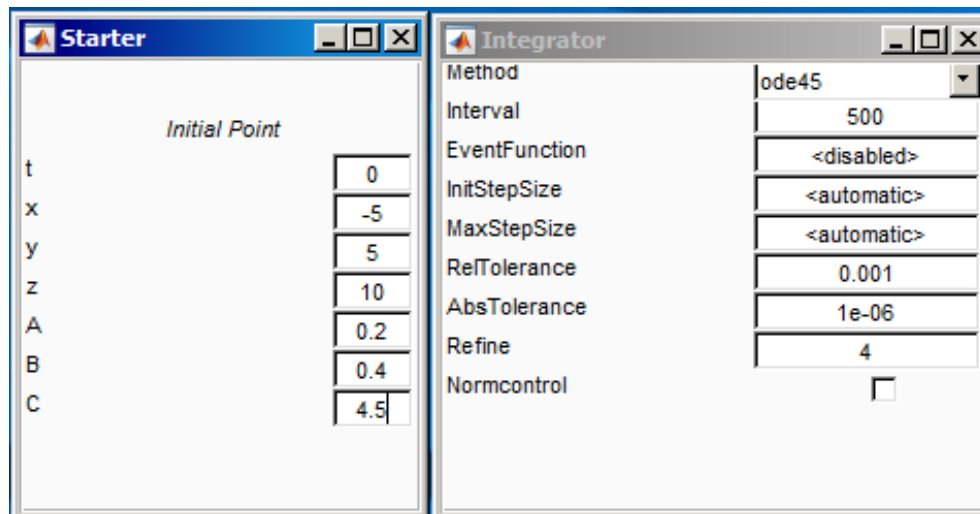 Starter
Initial Point
t 0
x -5
y 5
z 10
A 0.2
B 0.4
C 4.5
Integrator
Method ode45
Interval 500
EventFunction <disabled>
InitStepSize <automatic>
MaxStepSize <automatic>
RelTolerance 0.001
AbsTolerance 1e-06
Refine 4
Normcontrol